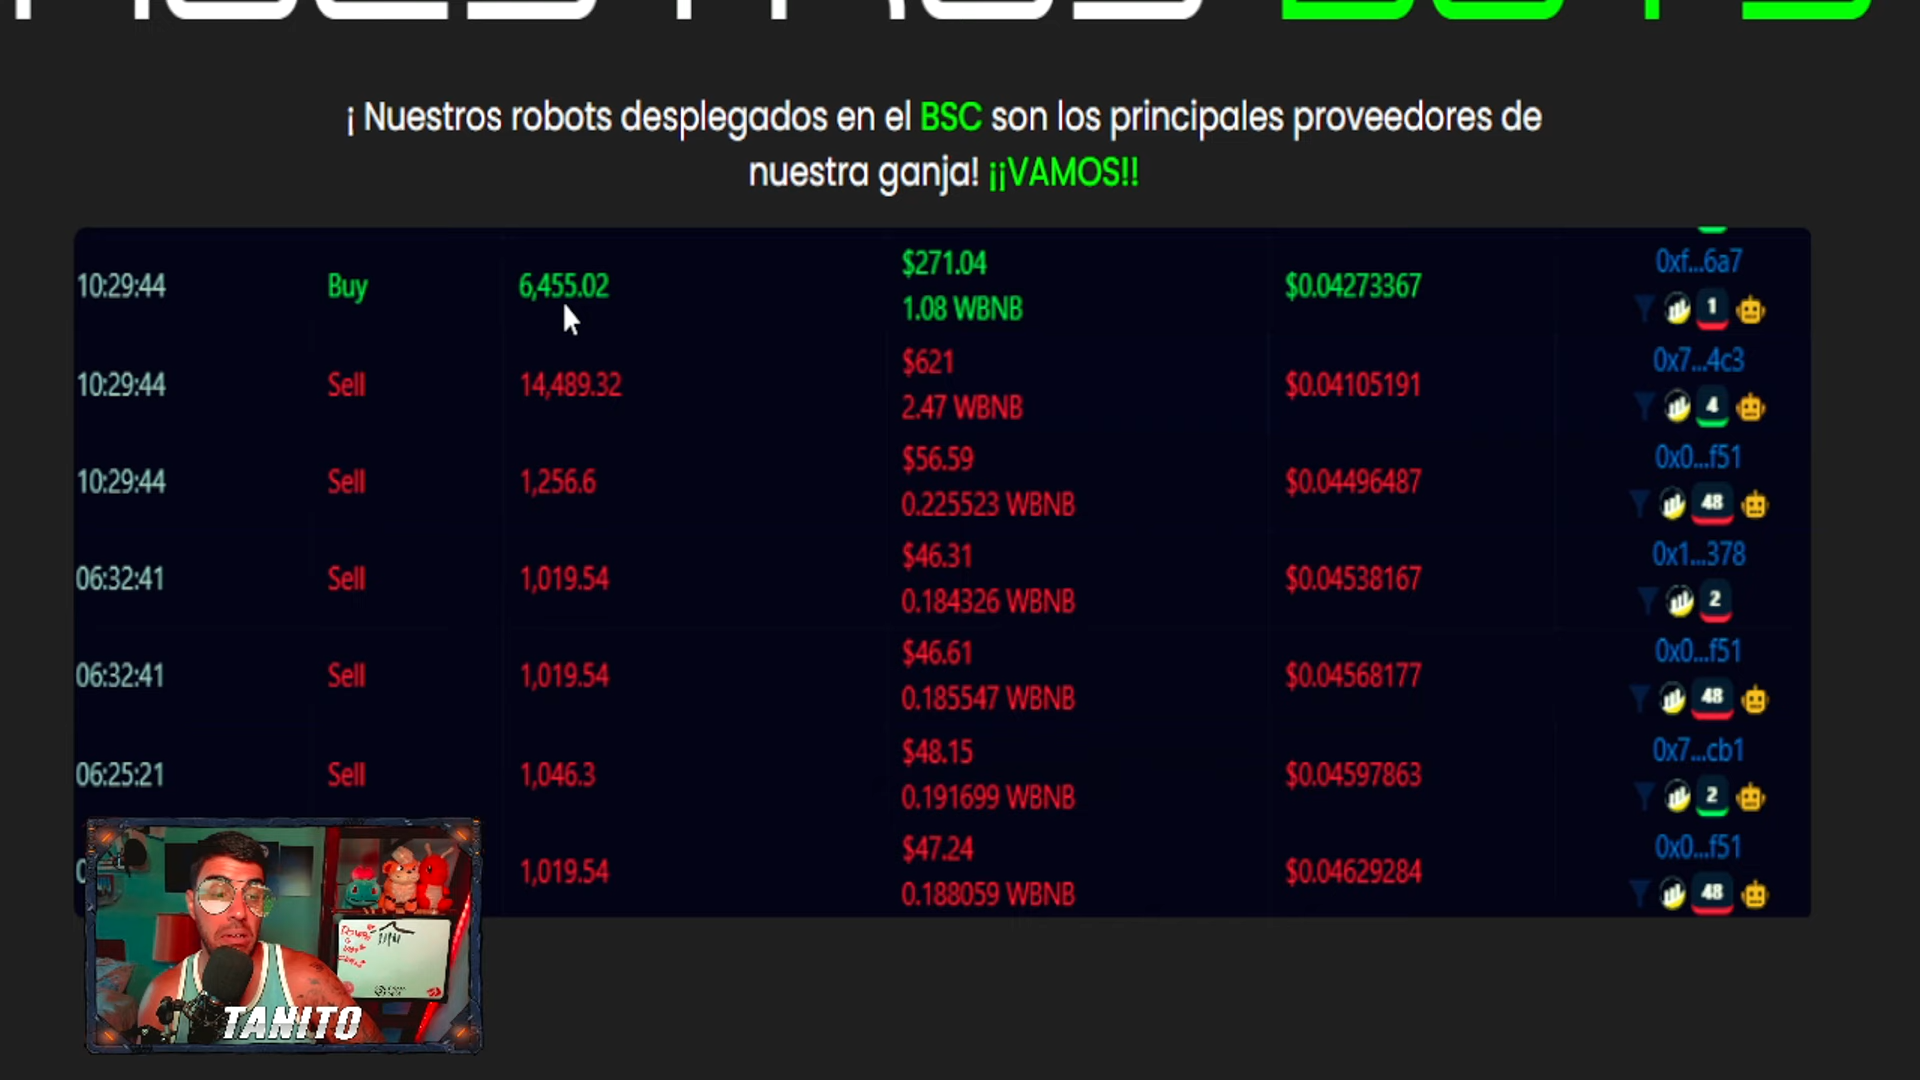 NUESTROS BOTS
¡ Nuestros robots desplegados en el BSC son los principales proveedores de
nuestra ganja! ¡¡VAMOS!!
10:29:44 Buy 6,455.02 $271.04 1.08 WBNB $0.04273367 0xf...6a7 1
10:29:44 Sell 14,489.32 $621 2.47 WBNB $0.04105191 0x7...4c3 4
10:29:44 Sell 1,256.6 $56.59 0.225523 WBNB $0.04496487 0x0...f51 48
06:32:41 Sell 1,019.54 $46.31 0.184326 WBNB $0.04538167 0x1...378 2
06:32:41 Sell 1,019.54 $46.61 0.185547 WBNB $0.04568177 0x0...f51 48
06:25:21 Sell 1,046.3 $48.15 0.191699 WBNB $0.04597863 0x7...cb1 2
1,019.54 $47.24 0.188059 WBNB $0.04629284 0x0...f51 48
TANITO